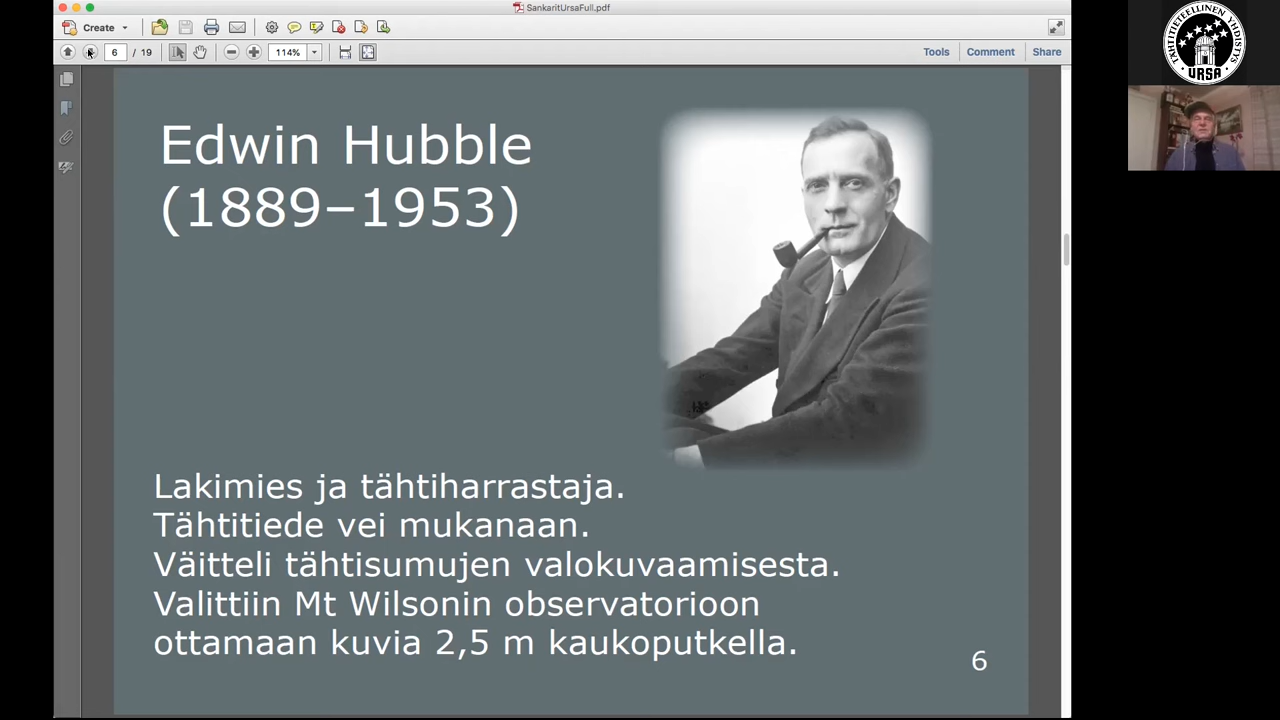 SankaritUrsaFull.pdf
Create
6 / 19
114%
Tools
Comment
Share
Edwin Hubble
(1889–1953)
Lakimies ja tähtiharrastaja.
Tähtitiede vei mukanaan.
Väitteli tähtisumujen valokuvaamisesta.
Valittiin Mt Wilsonin observatorioon
ottamaan kuvia 2,5 m kaukoputkella.
6
TÄHTITIETEELLINEN YHDISTYS
URSA